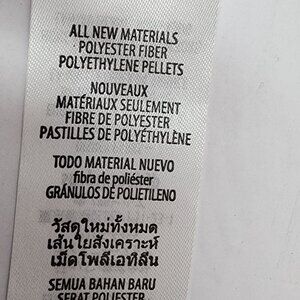 ALL NEW MATERIALS
POLYESTER FIBER
POLYETHYLENE PELLETS
NOUVEAUX
MATÉRIAUX SEULEMENT
FIBRE DE POLYESTER
PASTILLES DE POLYÉTHYLÈNE
TODO MATERIAL NUEVO
fibra de poliéster
GRÁNULOS DE POLIETILENO
วัสดุใหม่ทั้งหมด
เส้นใยสังเคราะห์
เม็ดโพลีเอทิลีน
SEMUA BAHAN BARU
SERAT POLIESTER